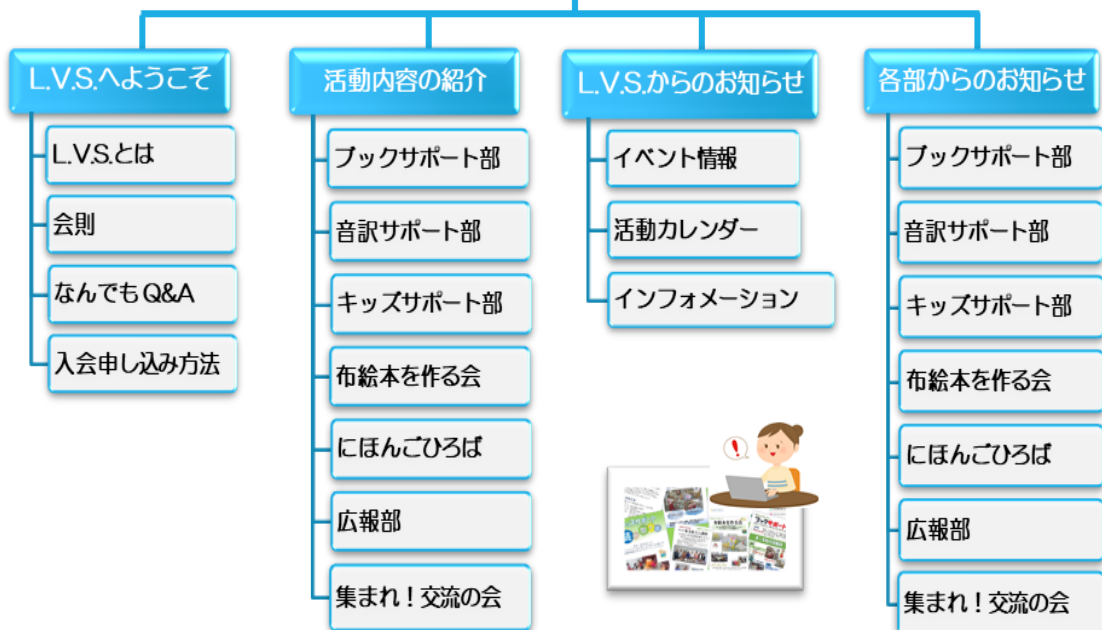 L.V.S.へようこそ
L.V.S.とは
会則
なんでもQ&A
入会申し込み方法
活動内容の紹介
ブックサポート部
音訳サポート部
キッズサポート部
布絵本を作る会
にほんごひろば
広報部
集まれ！交流の会
L.V.S.からのお知らせ
イベント情報
活動カレンダー
インフォメーション
各部からのお知らせ
ブックサポート部
音訳サポート部
キッズサポート部
布絵本を作る会
にほんごひろば
広報部
集まれ！交流の会
ブックサポート